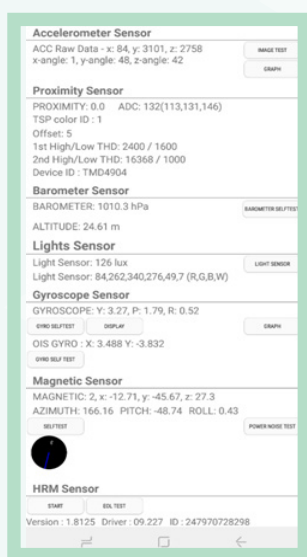 Accelerometer Sensor
ACC Raw Data - x: 84, y: 3101, z: 2758
x-angle: 1, y-angle: 48, z-angle: 42
IMAGE TEST
GRAPH
Proximity Sensor
PROXIMITY: 0.0 ADC: 132(113,131,146)
TSP color ID : 1
Offset: 5
1st High/Low THD: 2400 / 1600
2nd High/Low THD: 16368 / 1000
Device ID : TMD4904
Barometer Sensor
BAROMETER: 1010.3 hPa
BAROMETER SELFTEST
ALTITUDE: 24.61 m
Lights Sensor
Light Sensor: 126 lux
LIGHT SENSOR
Light Sensor: 84,262,340,276,49,7 (R,G,B,W)
Gyroscope Sensor
GYROSCOPE: Y: 3.27, P: 1.79, R: 0.52
GYRO SELFTEST DISPLAY GRAPH
OIS GYRO : X: 3.488 Y: -3.832
GYRO SELF TEST
Magnetic Sensor
MAGNETIC: 2, x: -12.71, y: -45.67, z: 27.3
AZIMUTH: 166.16 PITCH: -48.74 ROLL: 0.43
SELFTEST POWER NOISE TEST
HRM Sensor
START EOL TEST
Version : 1.8125 Driver : 09.227 ID : 247970728298